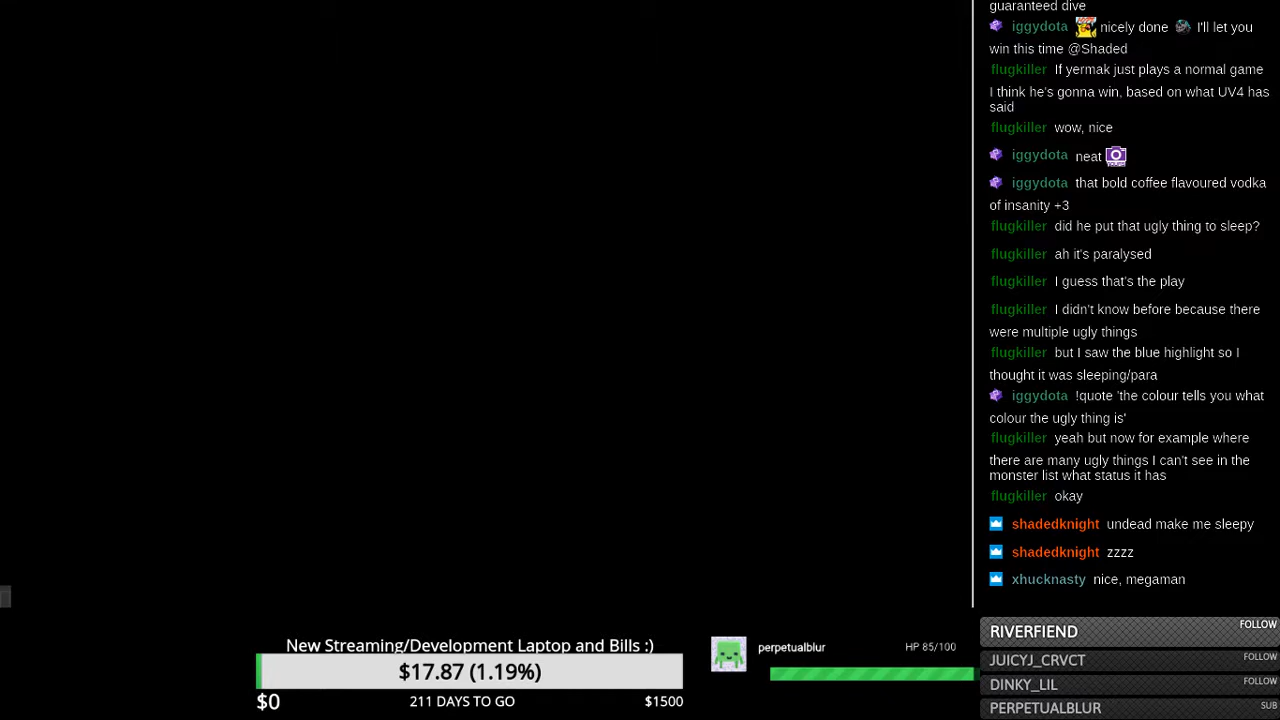 guaranteed dive
iggydota nicely done I'll let you
win this time @Shaded
flugkiller If yermak just plays a normal game
I think he's gonna win, based on what UV4 has
said
flugkiller wow, nice
iggydota neat
iggydota that bold coffee flavoured vodka
of insanity +3
flugkiller did he put that ugly thing to sleep?
flugkiller ah it's paralysed
flugkiller I guess that's the play
flugkiller I didn't know before because there
were multiple ugly things
flugkiller but I saw the blue highlight so I
thought it was sleeping/para
iggydota !quote 'the colour tells you what
colour the ugly thing is'
flugkiller yeah but now for example where
there are many ugly things I can't see in the
monster list what status it has
flugkiller okay
shadedknight undead make me sleepy
shadedknight zzzz
xhucknasty nice, megaman
RIVERFIEND FOLLOW
JUICYJ_CRVCT FOLLOW
DINKY_LIL FOLLOW
PERPETUALBLUR SUB
New Streaming/Development Laptop and Bills :)
$17.87 (1.19%)
$0 211 DAYS TO GO $1500
perpetualblur HP 85/100